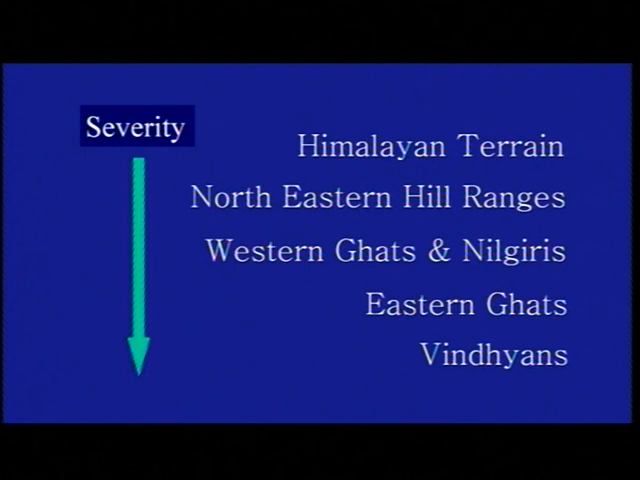 Severity
Himalayan Terrain
North Eastern Hill Ranges
Western Ghats & Nilgiris
Eastern Ghats
Vindhyans